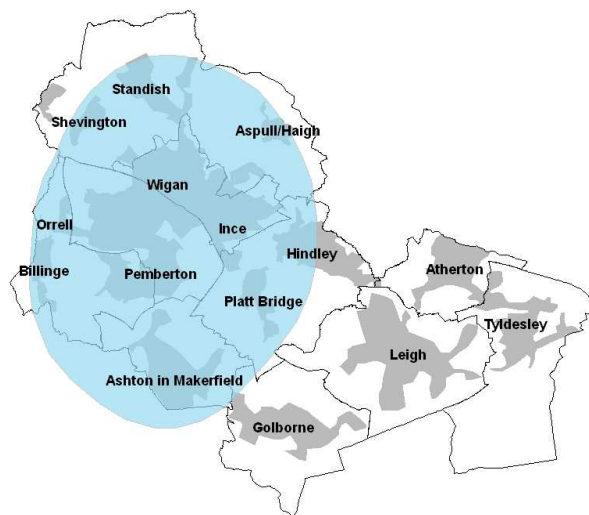 Standish
Shevington
Aspull/Haigh
Wigan
Orrell
Ince
Hindley
Billinge
Pemberton
Atherton
Platt Bridge
Tyldesley
Leigh
Ashton in Makerfield
Golborne